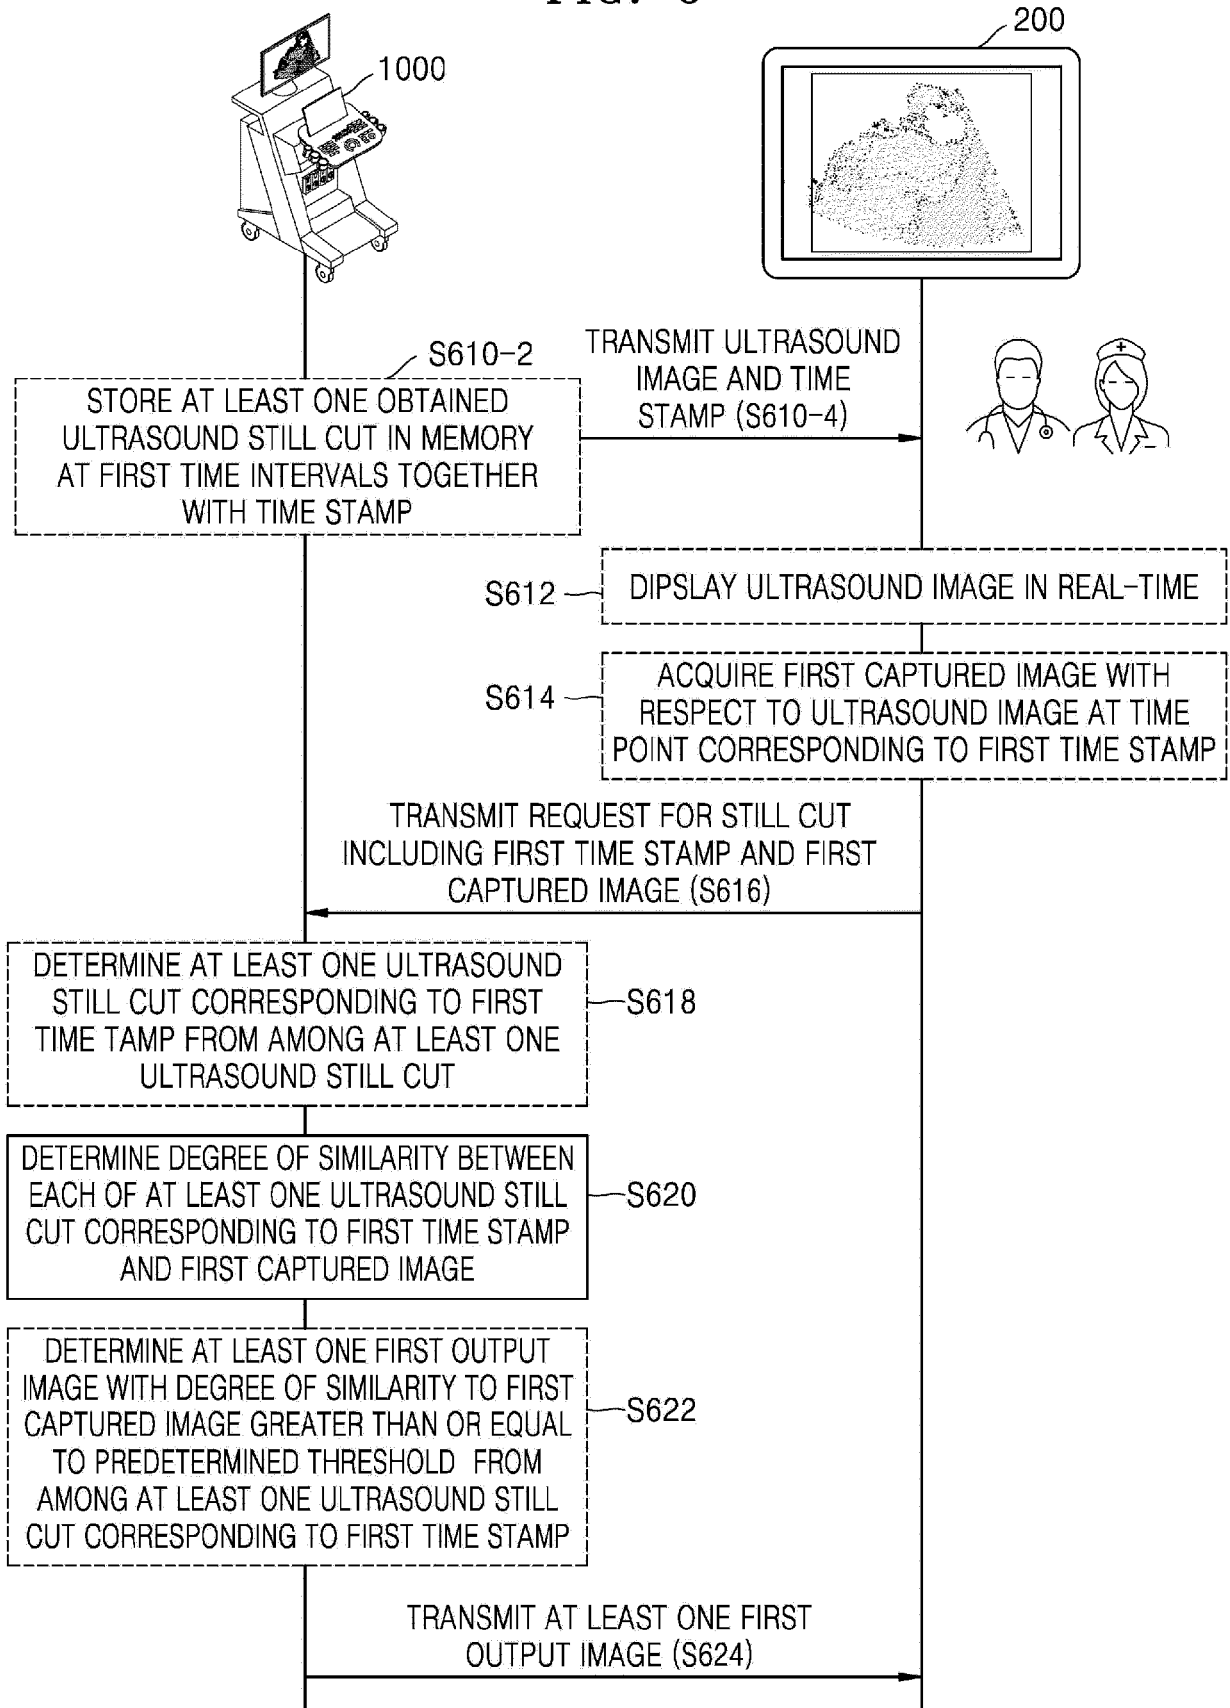 1000
200
S610-2
STORE AT LEAST ONE OBTAINED
ULTRASOUND STILL CUT IN MEMORY
AT FIRST TIME INTERVALS TOGETHER
WITH TIME STAMP
TRANSMIT ULTRASOUND
IMAGE AND TIME
STAMP (S610-4)
S612
DIPSLAY ULTRASOUND IMAGE IN REAL-TIME
S614
ACQUIRE FIRST CAPTURED IMAGE WITH
RESPECT TO ULTRASOUND IMAGE AT TIME
POINT CORRESPONDING TO FIRST TIME STAMP
TRANSMIT REQUEST FOR STILL CUT
INCLUDING FIRST TIME STAMP AND FIRST
CAPTURED IMAGE (S616)
DETERMINE AT LEAST ONE ULTRASOUND
STILL CUT CORRESPONDING TO FIRST
TIME TAMP FROM AMONG AT LEAST ONE
ULTRASOUND STILL CUT
S618
DETERMINE DEGREE OF SIMILARITY BETWEEN
EACH OF AT LEAST ONE ULTRASOUND STILL
CUT CORRESPONDING TO FIRST TIME STAMP
AND FIRST CAPTURED IMAGE
S620
DETERMINE AT LEAST ONE FIRST OUTPUT
IMAGE WITH DEGREE OF SIMILARITY TO FIRST
CAPTURED IMAGE GREATER THAN OR EQUAL
TO PREDETERMINED THRESHOLD FROM
AMONG AT LEAST ONE ULTRASOUND STILL
CUT CORRESPONDING TO FIRST TIME STAMP
S622
TRANSMIT AT LEAST ONE FIRST
OUTPUT IMAGE (S624)